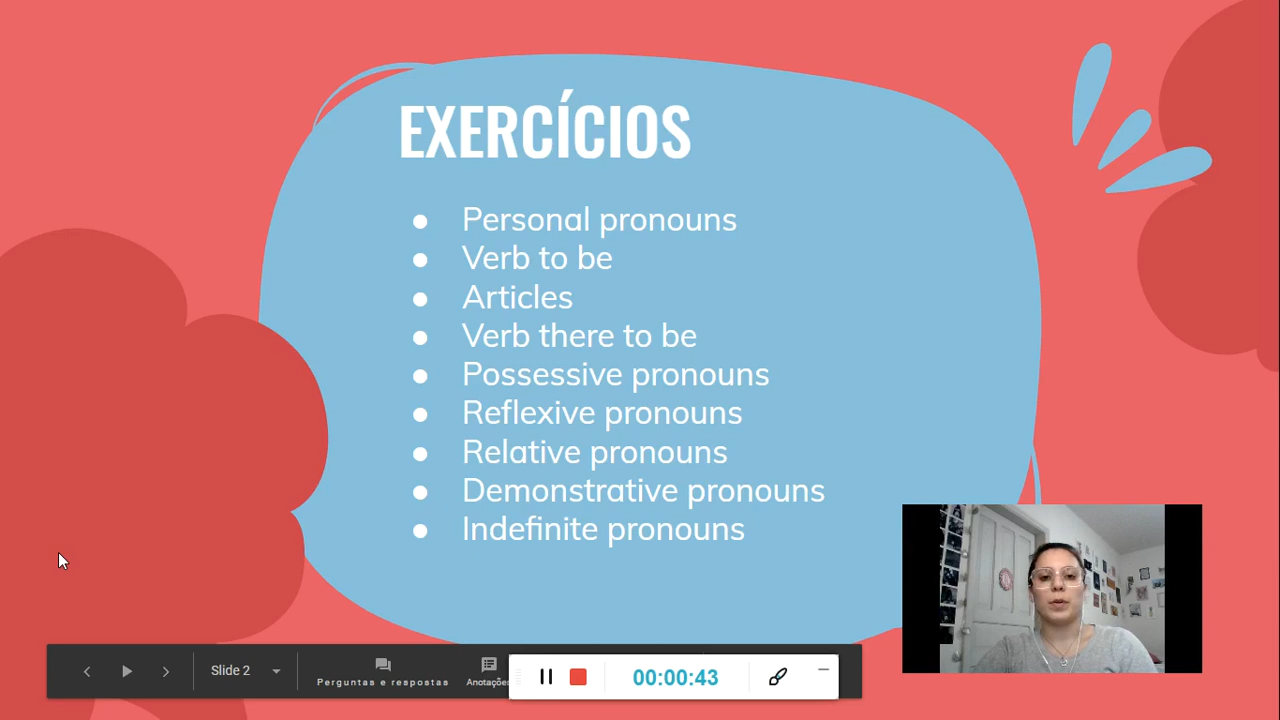 EXERCÍCIOS
● Personal pronouns
● Verb to be
● Articles
● Verb there to be
● Possessive pronouns
● Reflexive pronouns
● Relative pronouns
● Demonstrative pronouns
● Indefinite pronouns
Slide 2
Perguntas e respostas
Anotações
00:00:43